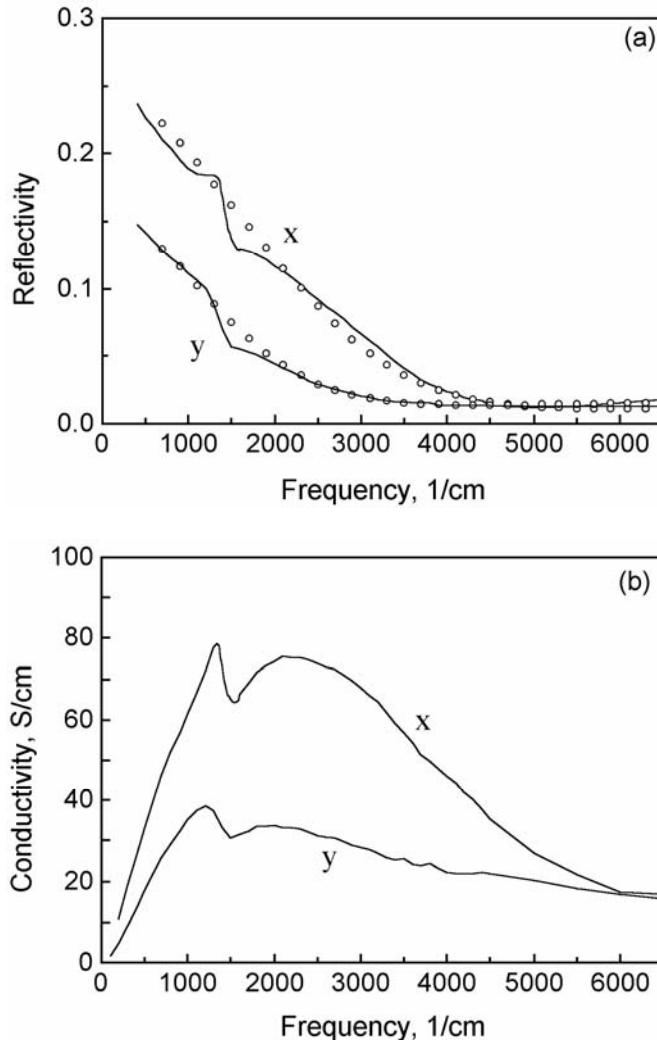 (a)
0.3
0.2
0.1
0.0
Reflectivity
x
y
0 1000 2000 3000 4000 5000 6000
Frequency, 1/cm
(b)
100
80
60
40
20
0
Conductivity, S/cm
x
y
0 1000 2000 3000 4000 5000 6000
Frequency, 1/cm